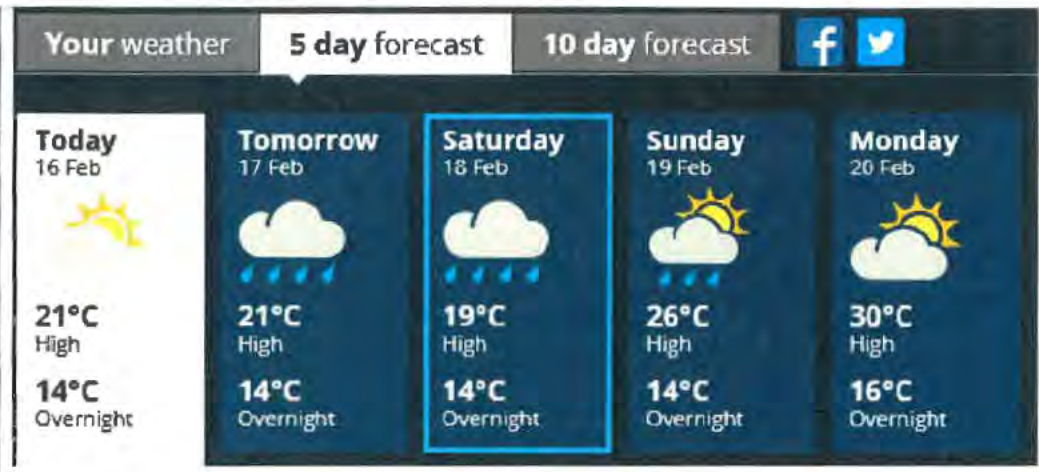 Your weather 5 day forecast 10 day forecast f
Today
16 Feb
21°C
High
14°C
Overnight
Tomorrow
17 Feb
21°C
High
14°C
Overnight
Saturday
18 Feb
19°C
High
14°C
Overnight
Sunday
19 Feb
26°C
High
14°C
Overnight
Monday
20 Feb
30°C
High
16°C
Overnight